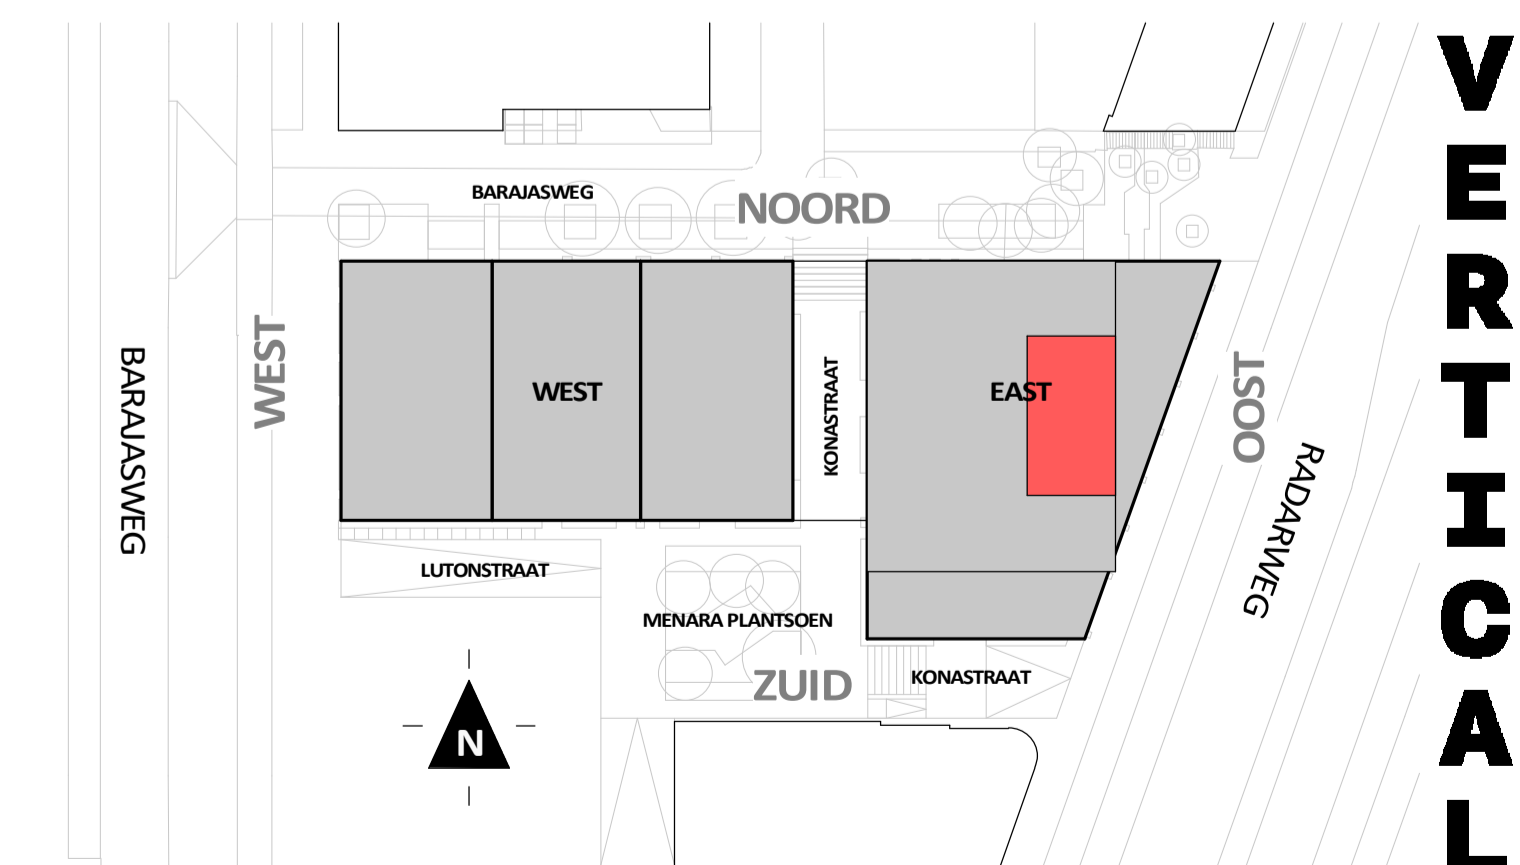 BARAJASWEG
NOORD
WEST
BARAJASWEG
WEST
KONASTRAAT
EAST
OOST
RADARWEG
LUTONSTRAAT
MENARA PLANTSOEN
ZUID
KONASTRAAT
N
VERTICAL